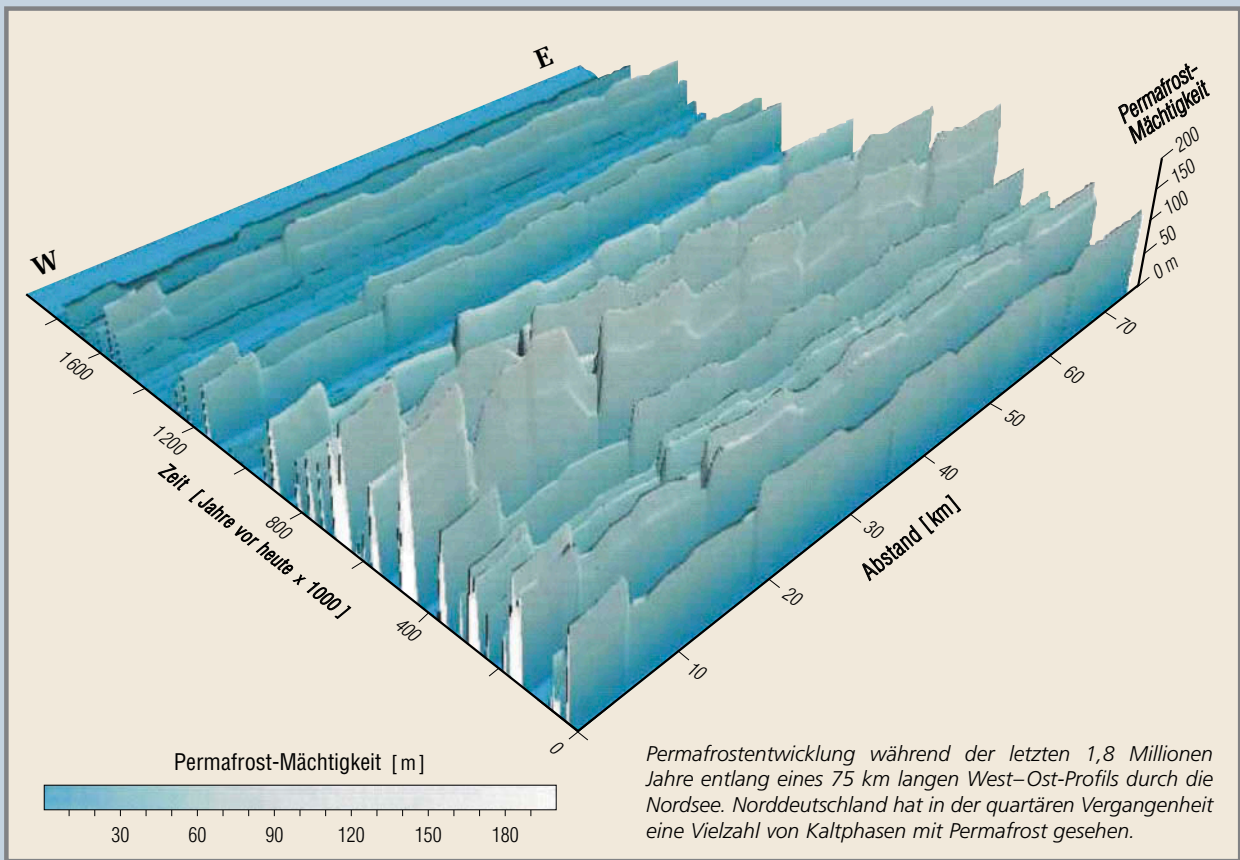 E
W
Permafrost-
Mächtigkeit
200
150
100
50
0 m
70
60
50
40
30
20
10
Abstand [km]
1600
1200
800
400
0
Zeit [ Jahre vor heute x 1000 ]
Permafrost-Mächtigkeit [ m ]
30 60 90 120 150 180
Permafrostentwicklung während der letzten 1,8 Millionen
Jahre entlang eines 75 km langen West–Ost-Profils durch die
Nordsee. Norddeutschland hat in der quartären Vergangenheit
eine Vielzahl von Kaltphasen mit Permafrost gesehen.